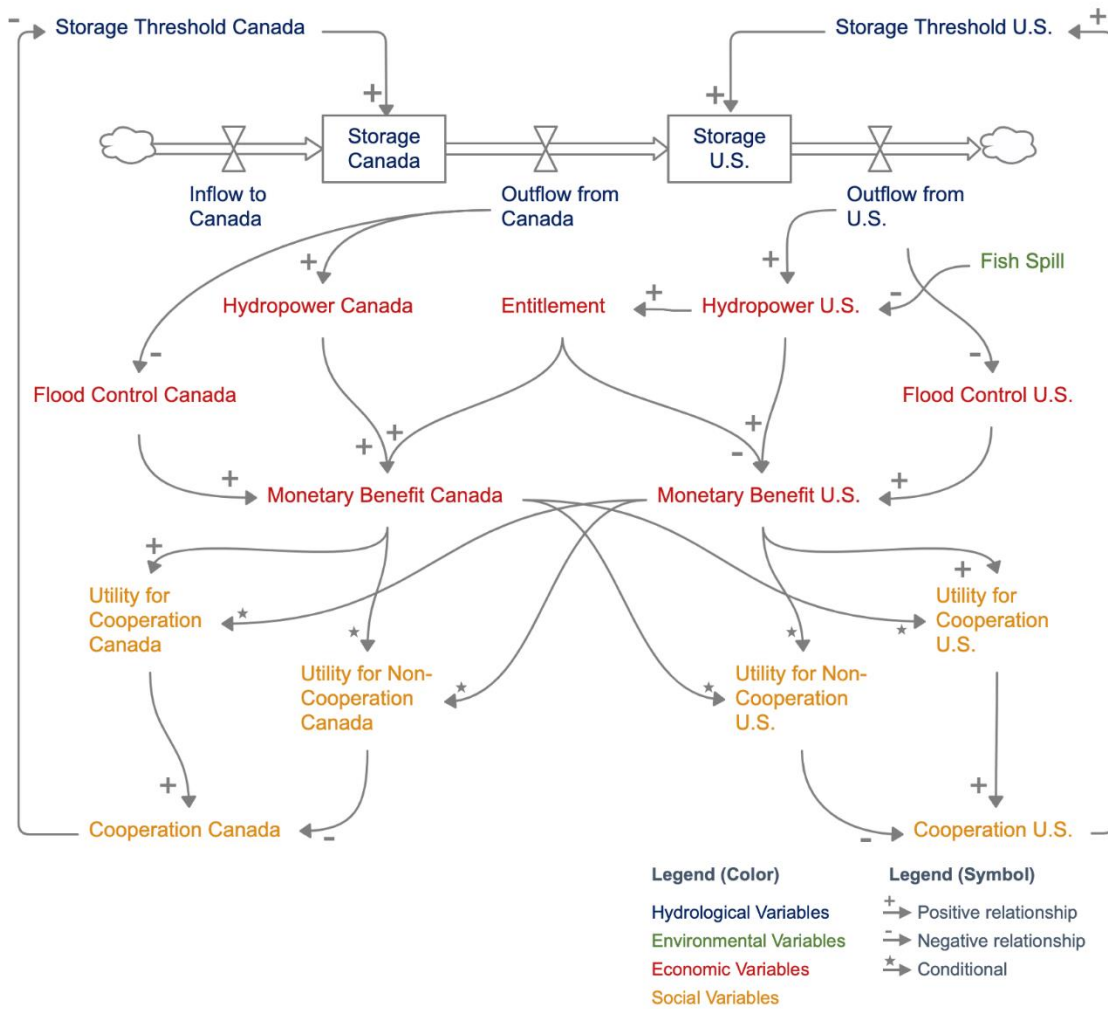 Storage Threshold Canada
Storage Threshold U.S.
Storage
Canada
Storage
U.S.
Inflow to
Canada
Outflow from
Canada
Outflow from
U.S.
Fish Spill
Hydropower Canada
Entitlement
Hydropower U.S.
Flood Control Canada
Flood Control U.S.
Monetary Benefit Canada
Monetary Benefit U.S.
Utility for
Cooperation
Canada
Utility for
Cooperation
U.S.
Utility for Non-
Cooperation
Canada
Utility for Non-
Cooperation
U.S.
Cooperation Canada
Cooperation U.S.
Legend (Color)
Hydrological Variables
Environmental Variables
Economic Variables
Social Variables
Legend (Symbol)
Positive relationship
Negative relationship
Conditional